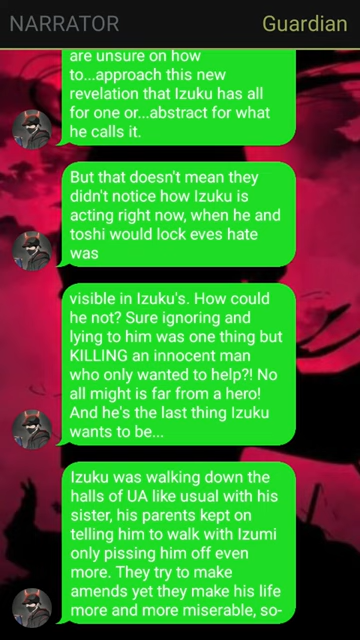 NARRATOR
Guardian
are unsure on how
to...approach this new
revelation that Izuku has all
for one or...abstract for what
he calls it.
But that doesn't mean they
didn't notice how Izuku is
acting right now, when he and
toshi would lock eyes hate
was
visible in Izuku's. How could
he not? Sure ignoring and
lying to him was one thing but
KILLING an innocent man
who only wanted to help?! No
all might is far from a hero!
And he's the last thing Izuku
wants to be...
Izuku was walking down the
halls of UA like usual with his
sister, his parents kept on
telling him to walk with Izumi
only pissing him off even
more. They try to make
amends yet they make his life
more and more miserable, so-